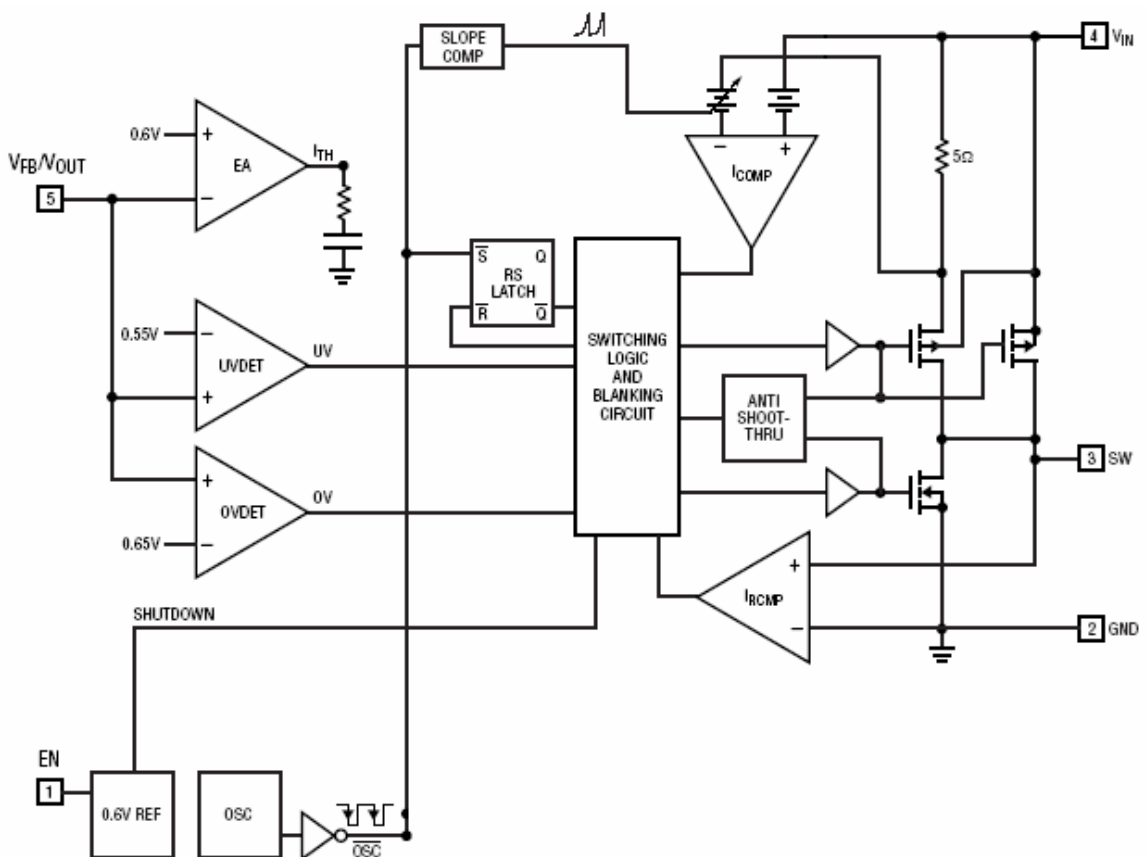 SLOPE
COMP
4 VIN
0.6V
+
EA
−
ITH
VFB/VOUT
5
− +
ICOMP
5Ω
S̅ Q
RS
LATCH
R̅ Q̅
SWITCHING
LOGIC
AND
BLANKING
CIRCUIT
0.55V
−
UVDET
+
UV
ANTI
SHOOT-
THRU
3 SW
+
OVDET
−
OV
0.65V
+
IRCMP
−
SHUTDOWN
2 GND
EN
1
0.6V REF
OSC
O̅S̅C̅